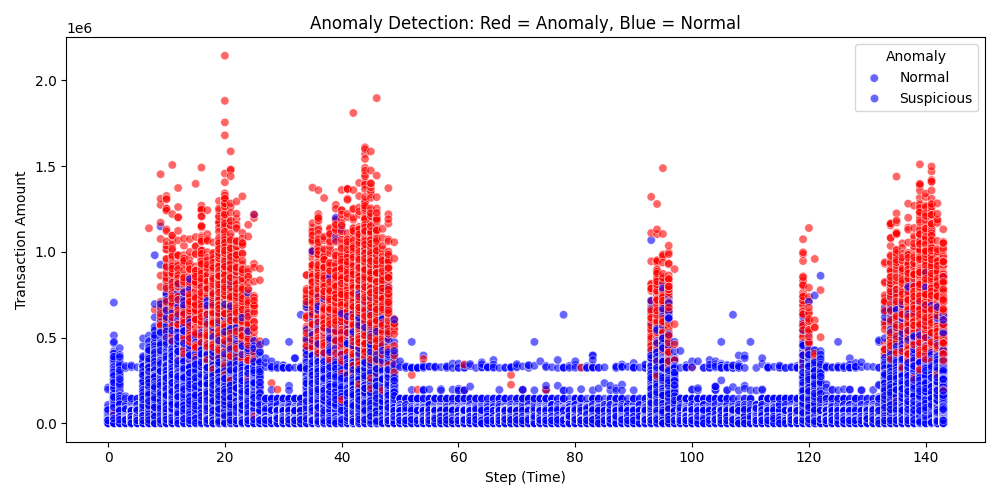 Anomaly Detection: Red = Anomaly, Blue = Normal
1e6
Anomaly
Normal
Suspicious
2.0
1.5
1.0
0.5
0.0
Transaction Amount
0 20 40 60 80 100 120 140
Step (Time)